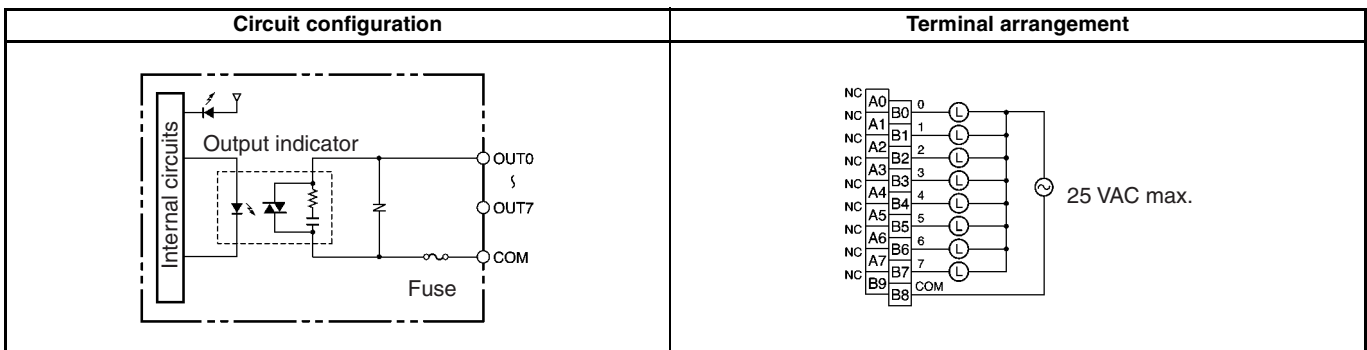 Circuit configuration
Terminal arrangement
Internal circuits
Output indicator
OUT0
OUT7
COM
Fuse
NC A0
B0 0 L
NC A1
B1 1 L
NC A2
B2 2 L
NC A3
B3 3 L
NC A4
B4 4 L
NC A5
B5 5 L
NC A6
B6 6 L
NC A7
B7 7 L
NC B9
B8 COM
25 VAC max.